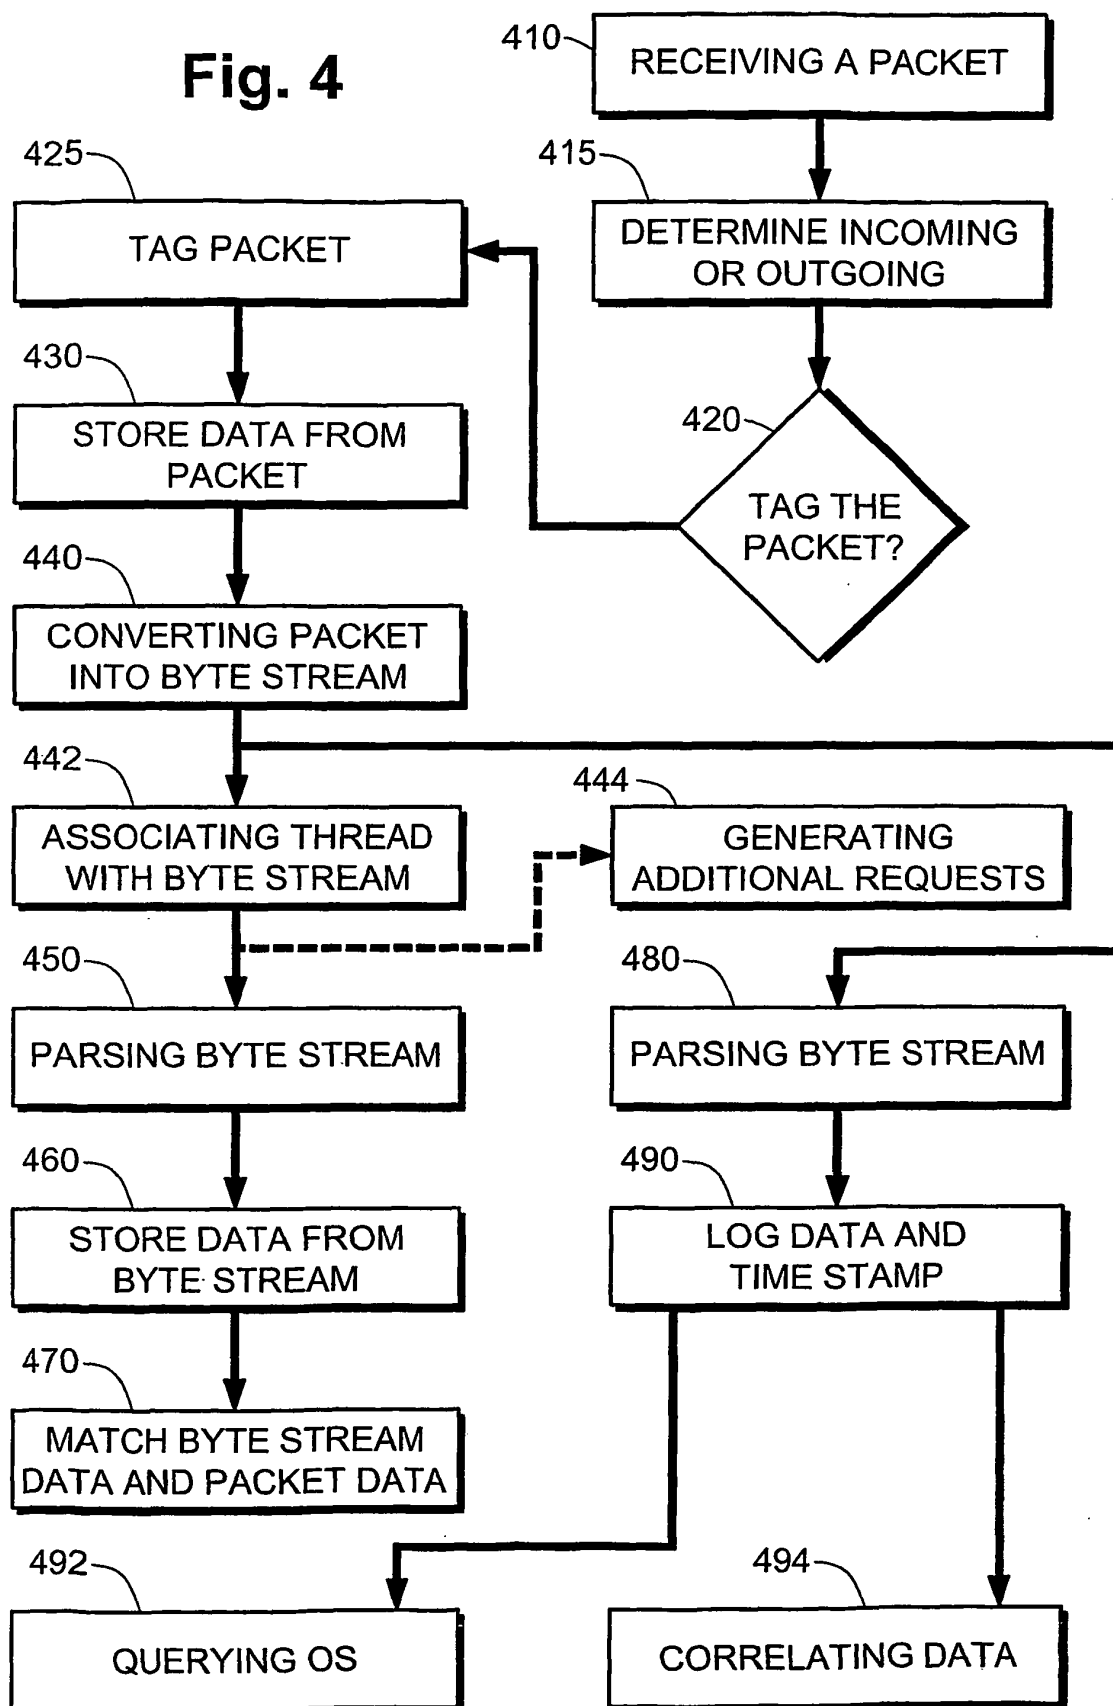 Fig. 4
410
RECEIVING A PACKET
415
DETERMINE INCOMING
OR OUTGOING
420
TAG THE
PACKET?
425
TAG PACKET
430
STORE DATA FROM
PACKET
440
CONVERTING PACKET
INTO BYTE STREAM
442
ASSOCIATING THREAD
WITH BYTE STREAM
444
GENERATING
ADDITIONAL REQUESTS
450
PARSING BYTE STREAM
460
STORE DATA FROM
BYTE STREAM
470
MATCH BYTE STREAM
DATA AND PACKET DATA
480
PARSING BYTE STREAM
490
LOG DATA AND
TIME STAMP
492
QUERYING OS
494
CORRELATING DATA